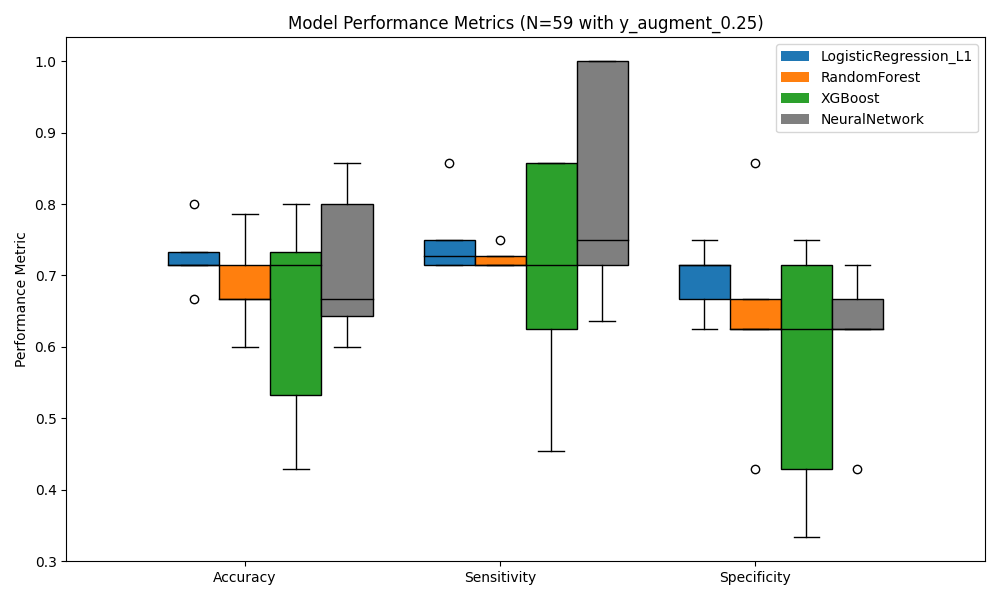 Model Performance Metrics (N=59 with y_augment_0.25)
LogisticRegression_L1
RandomForest
XGBoost
NeuralNetwork
Performance Metric
1.0
0.9
0.8
0.7
0.6
0.5
0.4
0.3
Accuracy
Sensitivity
Specificity